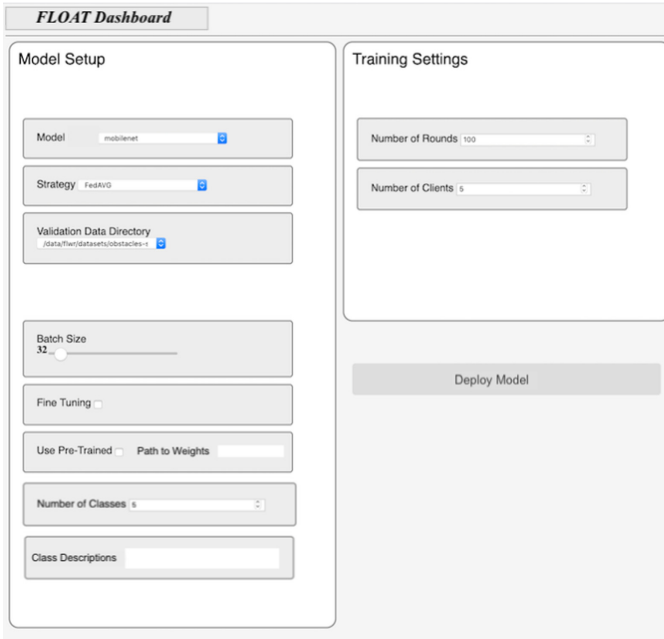 FLOAT Dashboard
Model Setup
Model mobilenet
Strategy FedAVG
Validation Data Directory
/data/flwr/datasets/obstacles-
Batch Size
32
Fine Tuning
Use Pre-Trained Path to Weights
Number of Classes 5
Class Descriptions
Training Settings
Number of Rounds 100
Number of Clients 5
Deploy Model